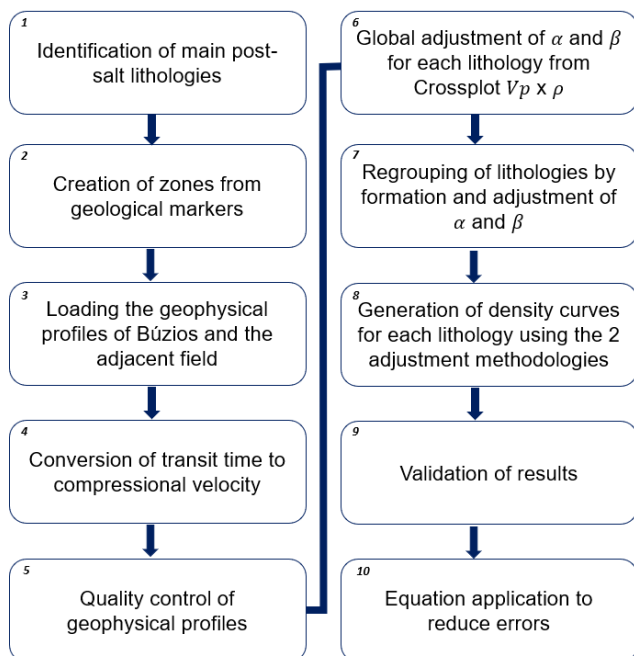 1
Identification of main post-
salt lithologies
2
Creation of zones from
geological markers
3
Loading the geophysical
profiles of Búzios and the
adjacent field
4
Conversion of transit time to
compressional velocity
5
Quality control of
geophysical profiles
6
Global adjustment of α and β
for each lithology from
Crossplot Vp x ρ
7
Regrouping of lithologies by
formation and adjustment of
α and β
8
Generation of density curves
for each lithology using the 2
adjustment methodologies
9
Validation of results
10
Equation application to
reduce errors